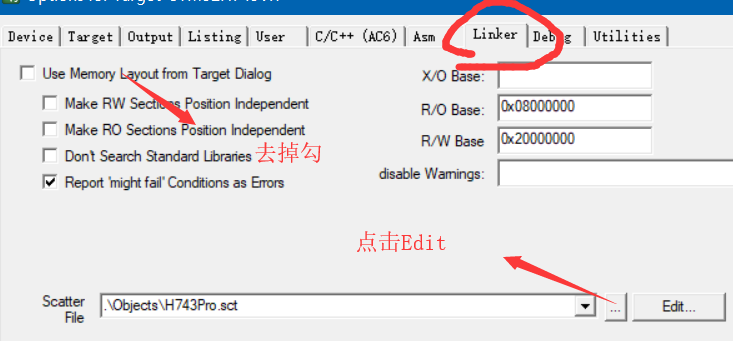 Device Target Output Listing User C/C++ (AC6) Asm Linker Debug Utilities
Use Memory Layout from Target Dialog
Make RW Sections Position Independent
Make RO Sections Position Independent
Don't Search Standard Libraries 去掉勾
Report 'might fail' Conditions as Errors
X/O Base:
R/O Base: 0x08000000
R/W Base 0x20000000
disable Warnings:
点击Edit
Scatter
File
.\Objects\H743Pro.sct ... Edit...